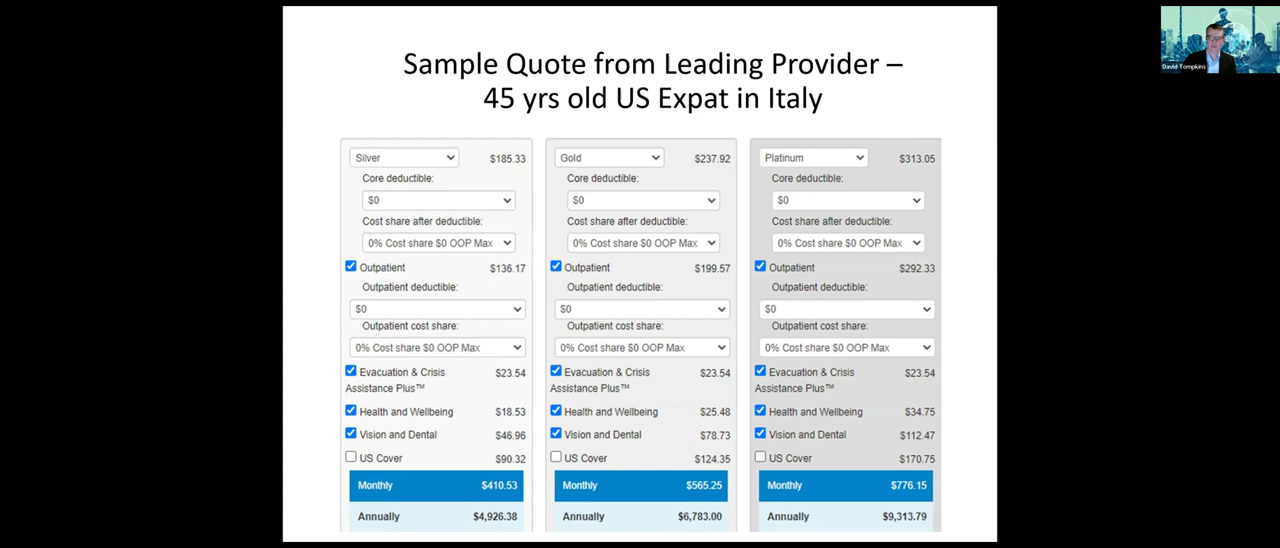 Sample Quote from Leading Provider –
45 yrs old US Expat in Italy
David Tompkins
Silver $185.33
Core deductible:
$0
Cost share after deductible:
0% Cost share $0 OOP Max
Outpatient $136.17
Outpatient deductible:
$0
Outpatient cost share:
0% Cost share $0 OOP Max
Evacuation & Crisis $23.54
Assistance Plus™
Health and Wellbeing $18.53
Vision and Dental $46.96
US Cover $90.32
Monthly $410.53
Annually $4,926.38
Gold $237.92
Core deductible:
$0
Cost share after deductible:
0% Cost share $0 OOP Max
Outpatient $199.57
Outpatient deductible:
$0
Outpatient cost share:
0% Cost share $0 OOP Max
Evacuation & Crisis $23.54
Assistance Plus™
Health and Wellbeing $25.48
Vision and Dental $78.73
US Cover $124.35
Monthly $565.25
Annually $6,783.00
Platinum $313.05
Core deductible:
$0
Cost share after deductible:
0% Cost share $0 OOP Max
Outpatient $292.33
Outpatient deductible:
$0
Outpatient cost share:
0% Cost share $0 OOP Max
Evacuation & Crisis $23.54
Assistance Plus™
Health and Wellbeing $34.75
Vision and Dental $112.47
US Cover $170.75
Monthly $776.15
Annually $9,313.79